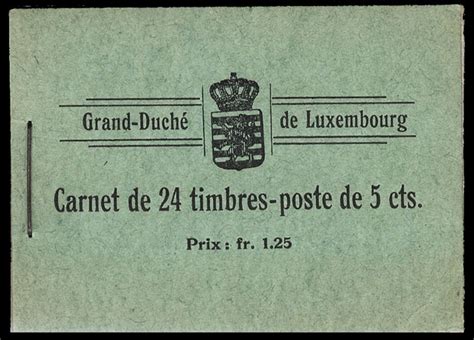 Grand-Duché de Luxembourg
Carnet de 24 timbres-poste de 5 cts.
Prix : fr. 1.25